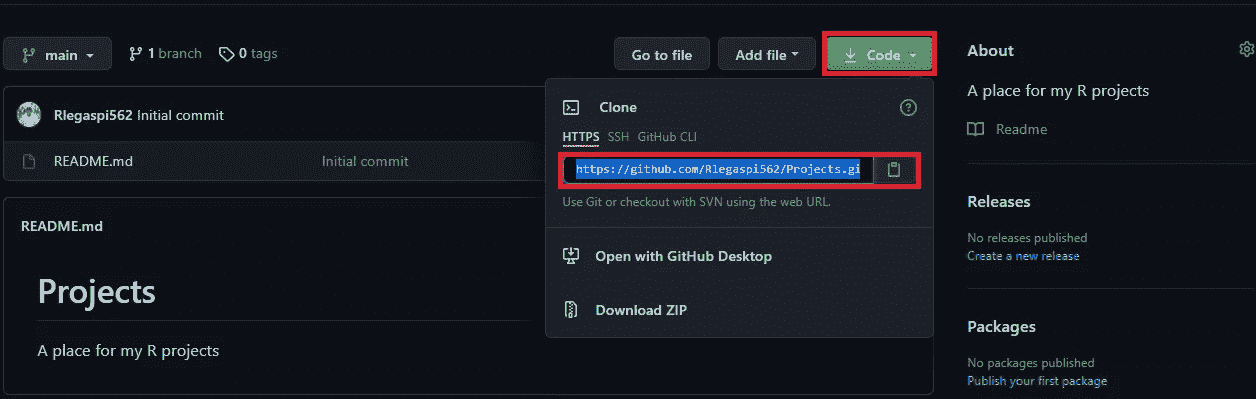 main
1 branch
0 tags
Go to file
Add file
Code
Rlegaspi562 Initial commit
README.md
Initial commit
README.md
Projects
A place for my R projects
Clone
?
HTTPS SSH GitHub CLI
https://github.com/Rlegaspi562/Projects.gi
Use Git or checkout with SVN using the web URL.
Open with GitHub Desktop
Download ZIP
About
A place for my R projects
Readme
Releases
No releases published
Create a new release
Packages
No packages published
Publish your first package